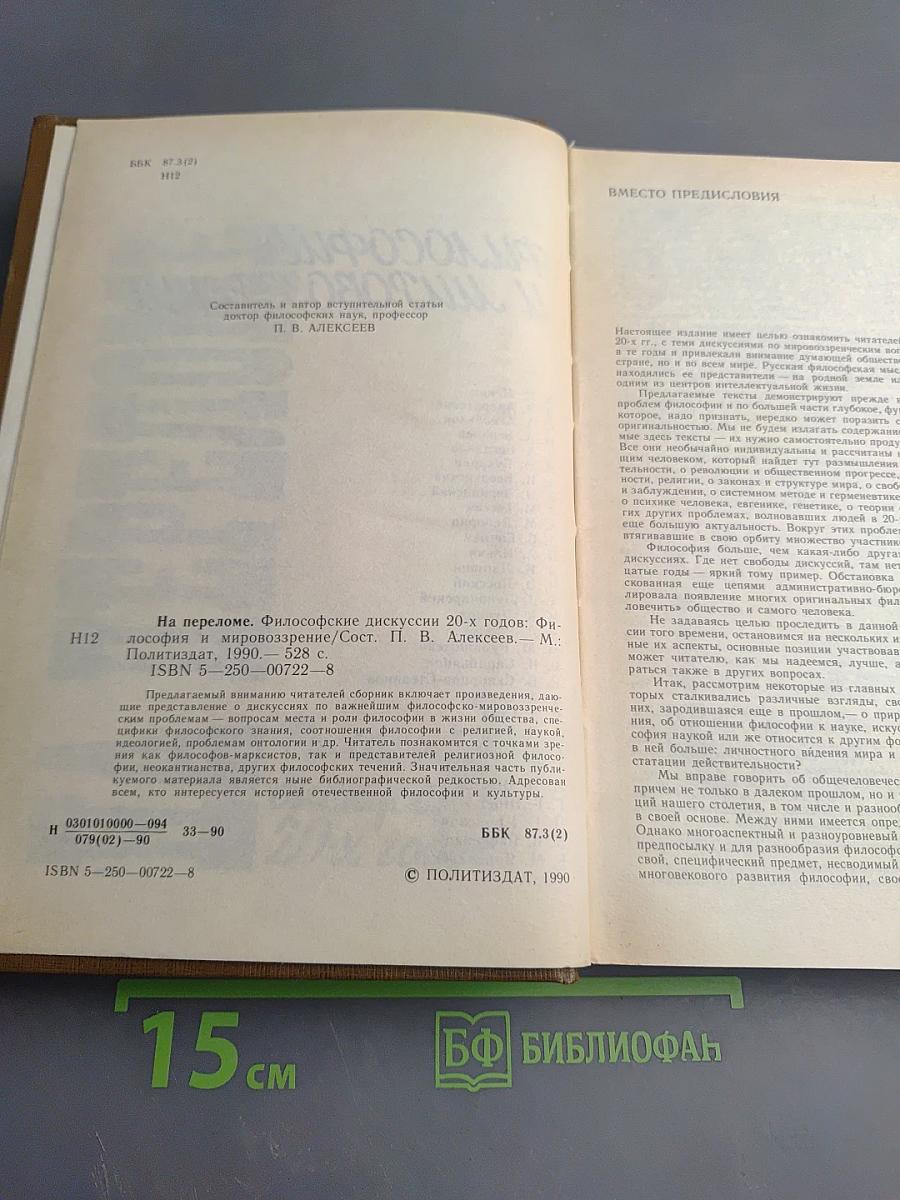 ББК 87.3(2)
Н12
Составитель и автор вступительной статьи
доктор философских наук, профессор
П. В. АЛЕКСЕЕВ
На переломе. Философские дискуссии 20-х годов: Фи-
Н12 лософия и мировоззрение/Сост. П. В. Алексеев.— М.:
Политиздат, 1990.— 528 с.
ISBN 5—250—00722—8
Предлагаемый вниманию читателей сборник включает произведения, даю-
щие представление о дискуссиях по важнейшим философско-мировоззренче-
ским проблемам — вопросам места и роли философии в жизни общества, спе-
цифики философского знания, соотношения философии с религией, наукой,
идеологией, проблемам онтологии и др. Читатель познакомится с точками зре-
ния как философов-марксистов, так и представителей религиозной филосо-
фии, неокантианства, других философских течений. Значительная часть публи-
куемого материала является ныне библиографической редкостью. Адресован
всем, кто интересуется историей отечественной философии и культуры.
Н 0301010000—094 33—90
079(02)—90
ББК 87.3(2)
ISBN 5—250—00722—8
© ПОЛИТИЗДАТ, 1990
ВМЕСТО ПРЕДИСЛОВИЯ
Настоящее издание имеет целью ознакомить читателей
20-х гг., с теми дискуссиями по мировоззренческим воп
в те годы и привлекали внимание думающей обществе
стране, но и во всем мире. Русская философская мыс
находились ее представители — на родной земле ил
одним из центров интеллектуальной жизни.
Предлагаемые тексты демонстрируют прежде в
проблем философии и по большей части глубокое, фу
которое, надо признать, нередко может поразить с
оригинальностью. Мы не будем излагать содержани
мые здесь тексты — их нужно самостоятельно проду
Все они необычайно индивидуальны и рассчитаны н
щим человеком, который найдет тут размышления
тельности, о революции и общественном прогрессе,
ности, религии, о законах и структуре мира, о своб
и заблуждении, о системном методе и герменевтике
о психике человека, евгенике, генетике, о теории
гих других проблемах, волновавших людей в 20-
еще большую актуальность. Вокруг этих пробле
втягивавшие в свою орбиту множество участнико
Философия больше, чем какая-либо друга
дискуссиях. Где нет свободы дискуссий, там нет
цатые годы — яркий тому пример. Обстановка
скованная еще цепями административно-бюро
лировала появление многих оригинальных фил
ловечить» общество и самого человека.
Не задаваясь целью проследить в данной
сии того времени, остановимся на нескольких и
ные их аспекты, основные позиции участвовав
может читателю, как мы надеемся, лучше, а
раться также в других вопросах.
Итак, рассмотрим некоторые из главных
торых сталкивались различные взгляды, сво
них, зародившаяся еще в прошлом,— о прир
ния, об отношении философии к науке, искус
софия наукой или же относится к другим фо
в ней больше: личностного видения мира и
статации действительности?
Мы вправе говорить об общечеловечес
причем не только в далеком прошлом, но и
ций нашего столетия, в том числе и разнооб
в своей основе. Между ними имеется опред
Однако многоаспектный и разноуровневый
предпосылку и для разнообразия философс
свой, специфический предмет, несводимый
многовекового развития философии, свое
15 см
БФ БИБЛИОФАН